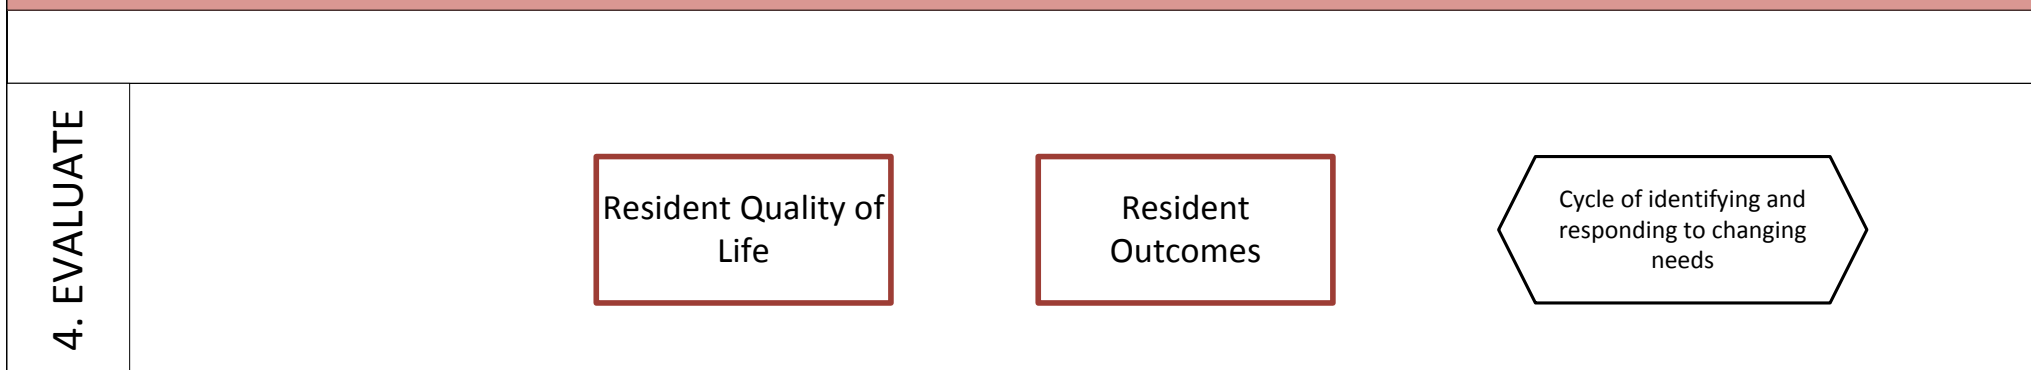 4. EVALUATE
Resident Quality of
Life
Resident
Outcomes
Cycle of identifying and
responding to changing
needs